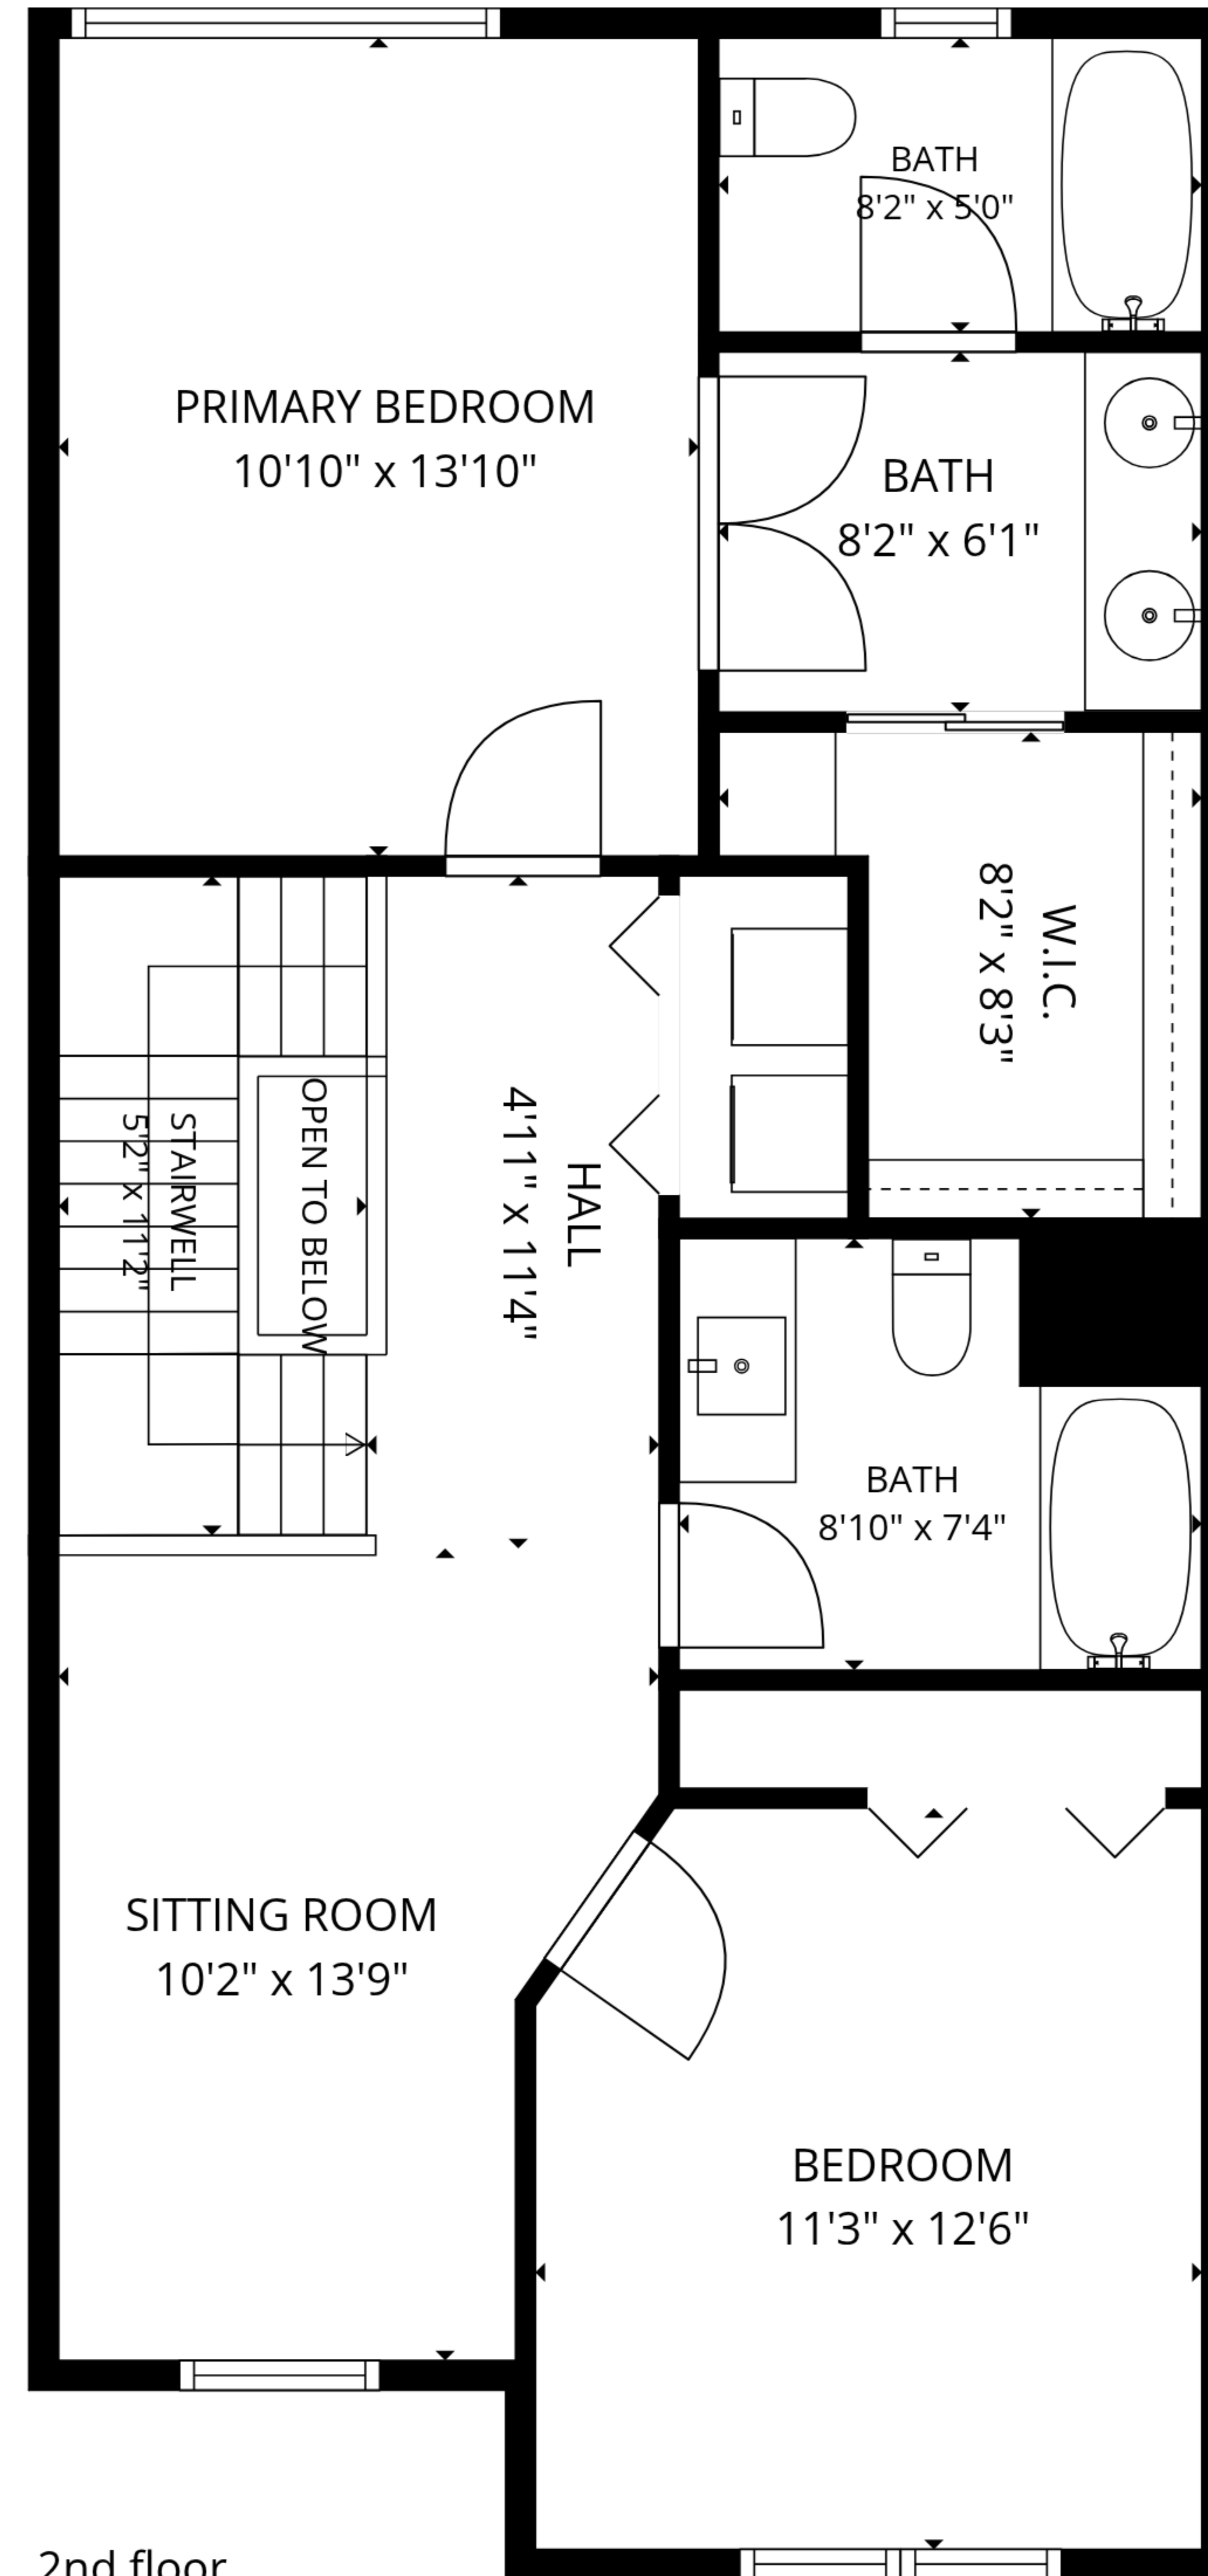 BATH
8'2" x 5'0"
PRIMARY BEDROOM
10'10" x 13'10"
BATH
8'2" x 6'1"
W.I.C.
8'2" x 8'3"
STAIRWELL
5'2" x 11'2"
OPEN TO BELOW
HALL
4'11" x 11'4"
BATH
8'10" x 7'4"
SITTING ROOM
10'2" x 13'9"
BEDROOM
11'3" x 12'6"
2nd floor